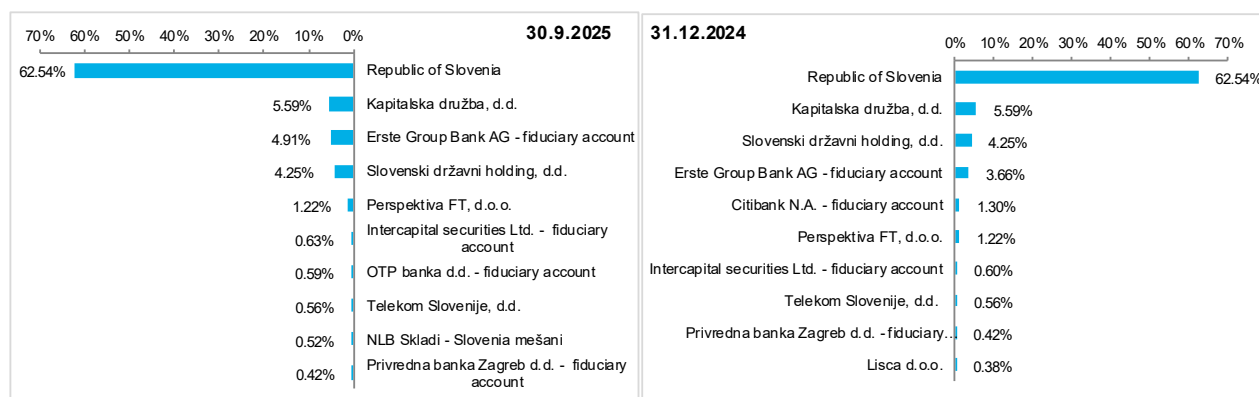 30.9.2025
70% 60% 50% 40% 30% 20% 10% 0%
62.54% Republic of Slovenia
5.59% Kapitalska družba, d.d.
4.91% Erste Group Bank AG - fiduciary account
4.25% Slovenski državni holding, d.d.
1.22% Perspektiva FT, d.o.o.
0.63% Intercapital securities Ltd. - fiduciary
account
0.59% OTP banka d.d. - fiduciary account
0.56% Telekom Slovenije, d.d.
0.52% NLB Skladi - Slovenia mešani
0.42% Privredna banka Zagreb d.d. - fiduciary
account
31.12.2024
0% 10% 20% 30% 40% 50% 60% 70%
Republic of Slovenia 62.54%
Kapitalska družba, d.d. 5.59%
Slovenski državni holding, d.d. 4.25%
Erste Group Bank AG - fiduciary account 3.66%
Citibank N.A. - fiduciary account 1.30%
Perspektiva FT, d.o.o. 1.22%
Intercapital securities Ltd. - fiduciary account 0.60%
Telekom Slovenije, d.d. 0.56%
Privredna banka Zagreb d.d. - fiduciary... 0.42%
Lisca d.o.o. 0.38%